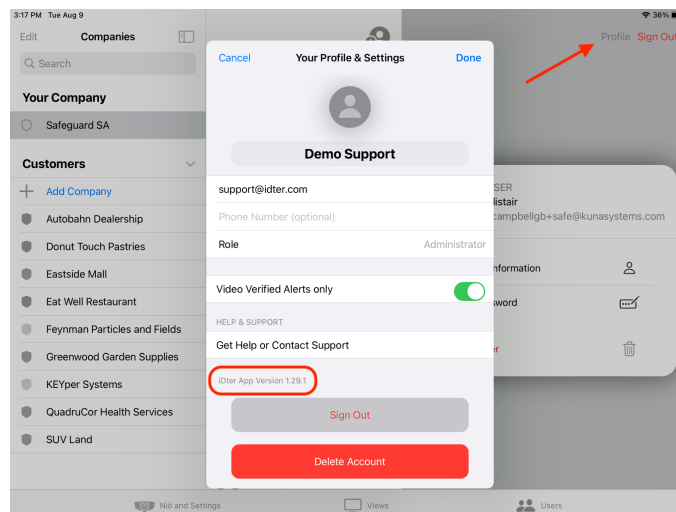 3:17 PM Tue Aug 9
36%
Edit
Companies
Search
Your Company
Safeguard SA
Customers
Add Company
Autobahn Dealership
Donut Touch Pastries
Eastside Mall
Eat Well Restaurant
Feynman Particles and Fields
Greenwood Garden Supplies
KEYper Systems
QuadruCor Health Services
SUV Land
Cancel
Your Profile & Settings
Done
Demo Support
support@idter.com
Phone Number (optional)
Role
Administrator
Video Verified Alerts only
HELP & SUPPORT
Get Help or Contact Support
iDter App Version 1.29.1
Sign Out
Delete Account
Profile Sign Out
SER
listair
campbellgb+safe@kunasystems.com
nformation
sword
er
Niō and Settings
Views
Users